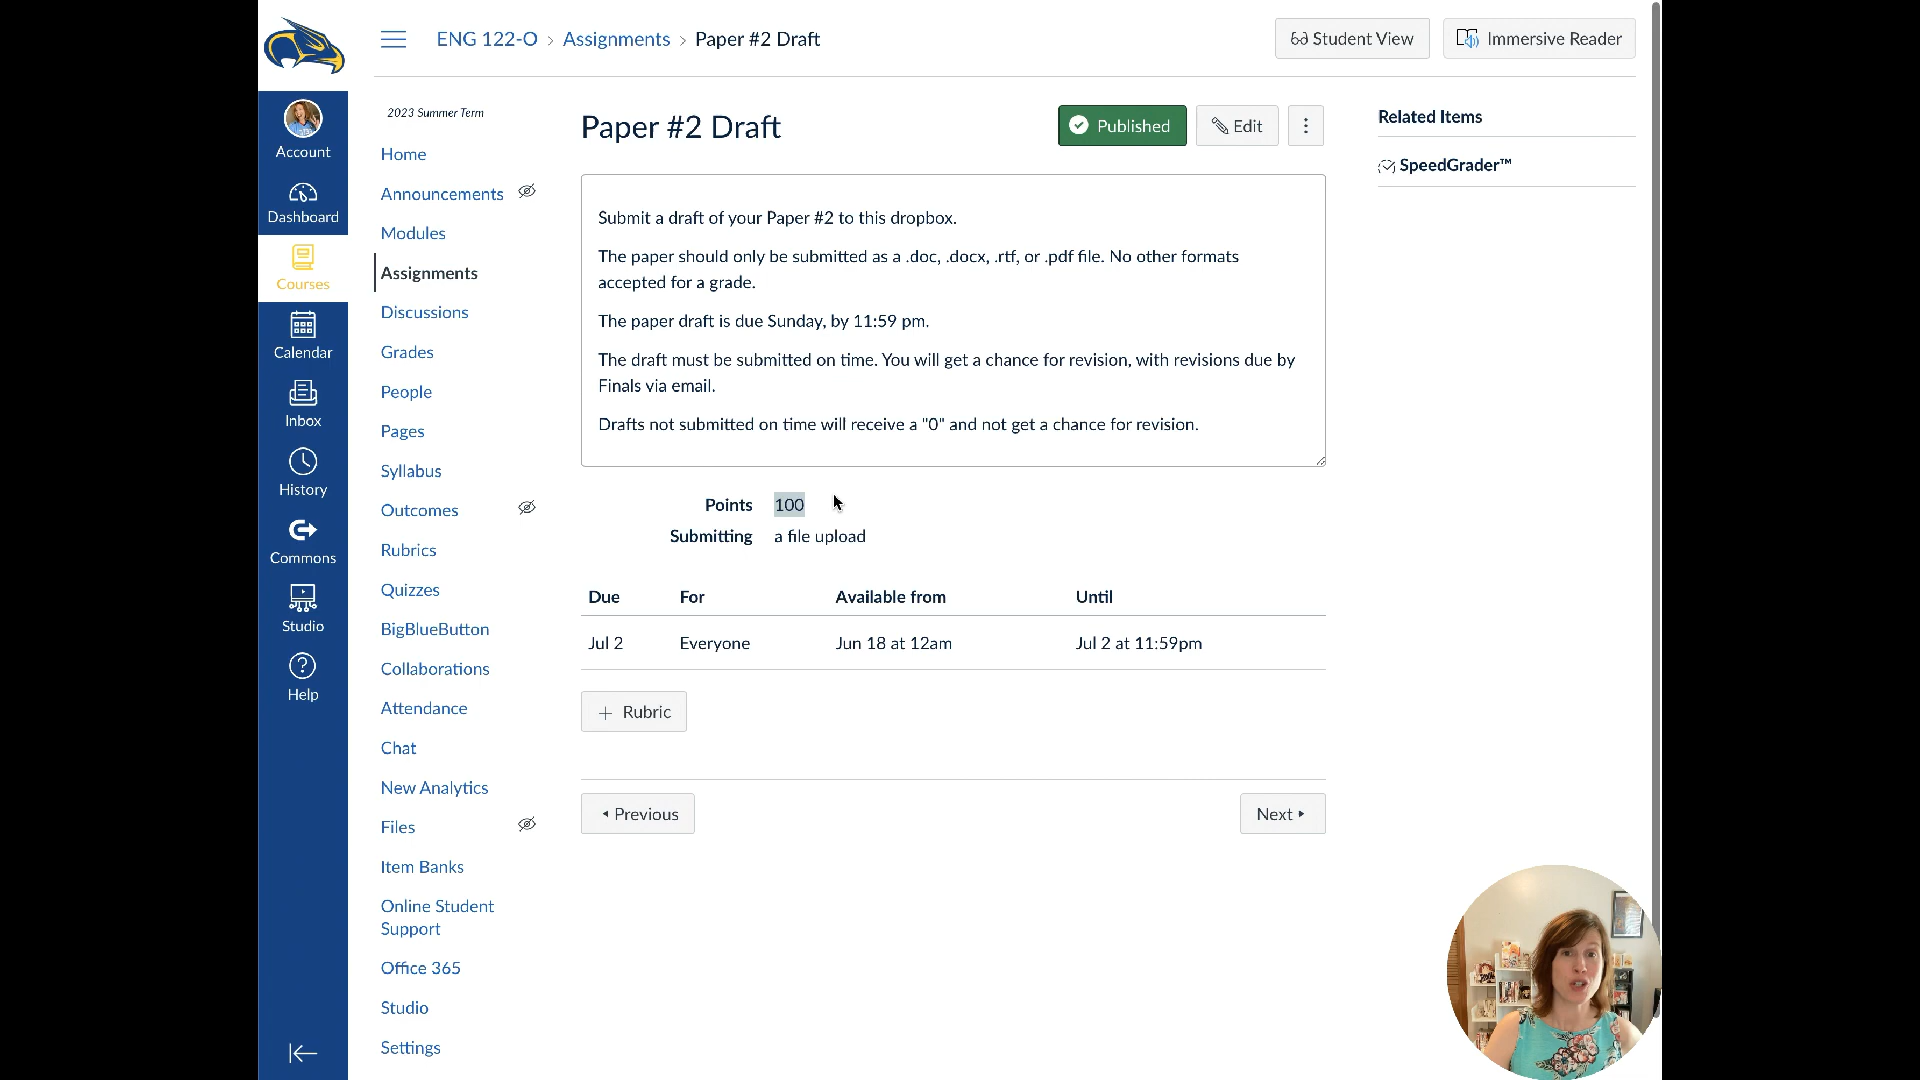 ENG 122-O › Assignments › Paper #2 Draft
Student View
Immersive Reader
Account
Dashboard
Courses
Calendar
Inbox
History
Commons
Studio
Help
2023 Summer Term
Home
Announcements
Modules
Assignments
Discussions
Grades
People
Pages
Syllabus
Outcomes
Rubrics
Quizzes
BigBlueButton
Collaborations
Attendance
Chat
New Analytics
Files
Item Banks
Online Student
Support
Office 365
Studio
Settings
Paper #2 Draft
Published
Edit
Submit a draft of your Paper #2 to this dropbox.
The paper should only be submitted as a .doc, .docx, .rtf, or .pdf file. No other formats
accepted for a grade.
The paper draft is due Sunday, by 11:59 pm.
The draft must be submitted on time. You will get a chance for revision, with revisions due by
Finals via email.
Drafts not submitted on time will receive a "0" and not get a chance for revision.
Points 100
Submitting a file upload
Due For Available from Until
Jul 2 Everyone Jun 18 at 12am Jul 2 at 11:59pm
+ Rubric
Previous
Next
Related Items
SpeedGrader™